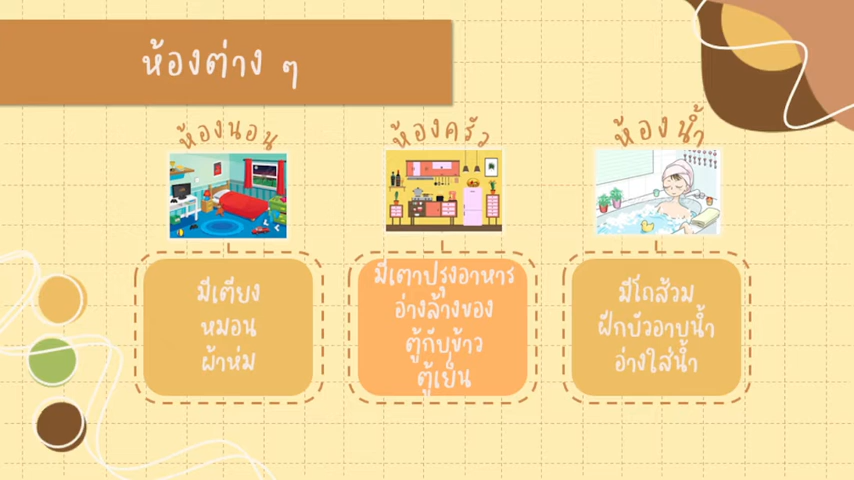 ห้องต่าง ๆ
ห้องนอน
ห้องครัว
ห้องน้ำ
มีเตียง
หมอน
ผ้าห่ม
มีเตาปรุงอาหาร
อ่างล้างของ
ตู้กับข้าว
ตู้เย็น
มีโถส้วม
ฝักบัวอาบน้ำ
อ่างใส่น้ำ